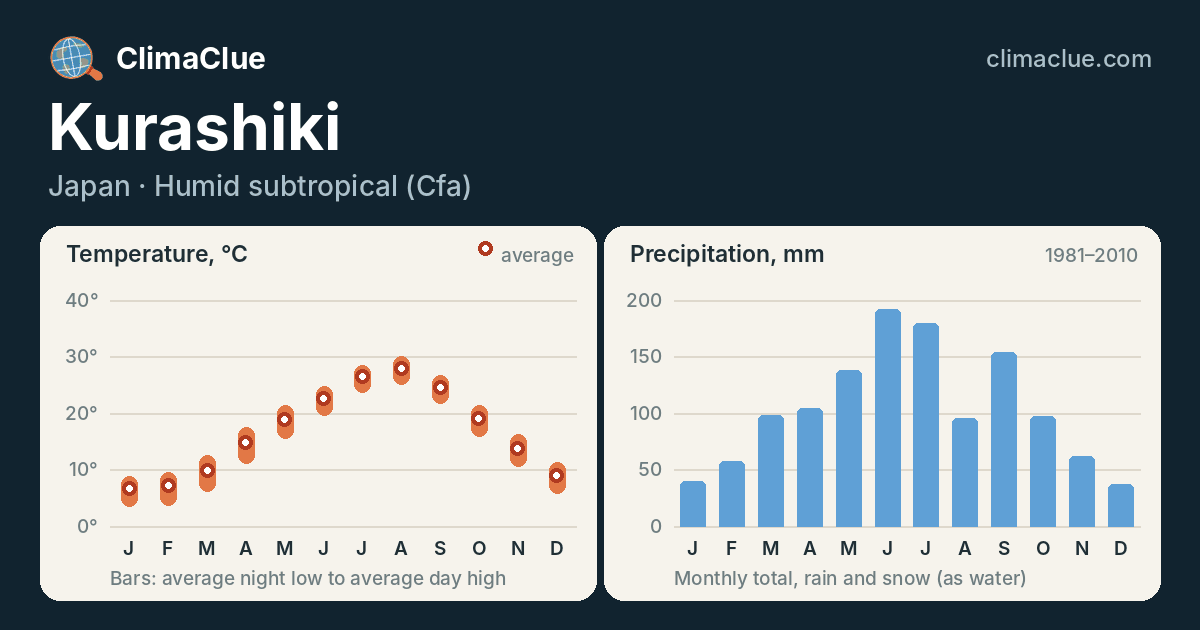 ClimaClue
climaclue.com
Kurashiki
Japan · Humid subtropical (Cfa)
Temperature, °C
average
40°
30°
20°
10°
0°
J F M A M J J A S O N D
Bars: average night low to average day high
Precipitation, mm
1981–2010
200
150
100
50
0
J F M A M J J A S O N D
Monthly total, rain and snow (as water)